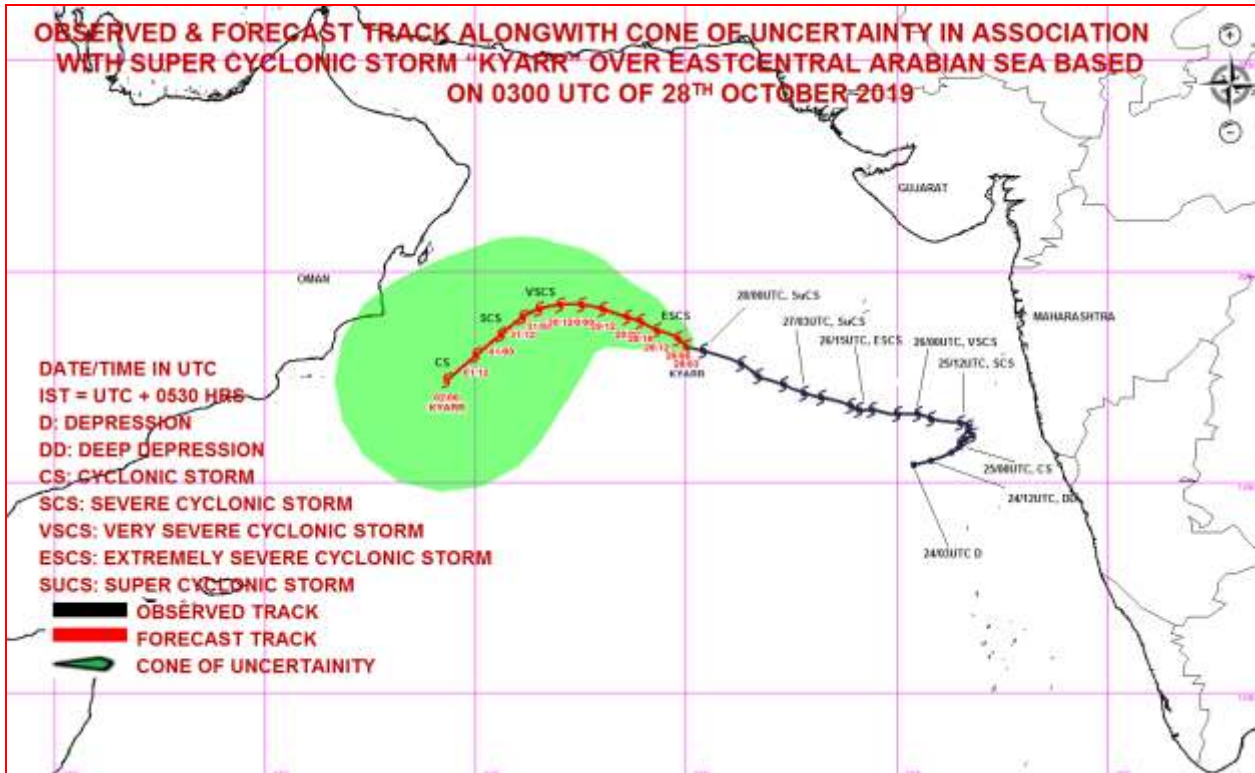 OBSERVED & FORECAST TRACK ALONGWITH CONE OF UNCERTAINTY IN ASSOCIATION
WITH SUPER CYCLONIC STORM “KYARR” OVER EASTCENTRAL ARABIAN SEA BASED
ON 0300 UTC OF 28TH OCTOBER 2019
GUJARAT
OMAN
MAHARASHTRA
28/00UTC, SuCS
27/03UTC, SuCS
26/15UTC, ESCS
26/00UTC, VSCS
25/12UTC, SCS
25/00UTC, CS
24/12UTC, DD
24/03UTC D
VSCS
ESCS
SCS
CS
KYARR
KYARR
DATE/TIME IN UTC
IST = UTC + 0530 HRS
D: DEPRESSION
DD: DEEP DEPRESSION
CS: CYCLONIC STORM
SCS: SEVERE CYCLONIC STORM
VSCS: VERY SEVERE CYCLONIC STORM
ESCS: EXTREMELY SEVERE CYCLONIC STORM
SUCS: SUPER CYCLONIC STORM
OBSERVED TRACK
FORECAST TRACK
CONE OF UNCERTAINITY